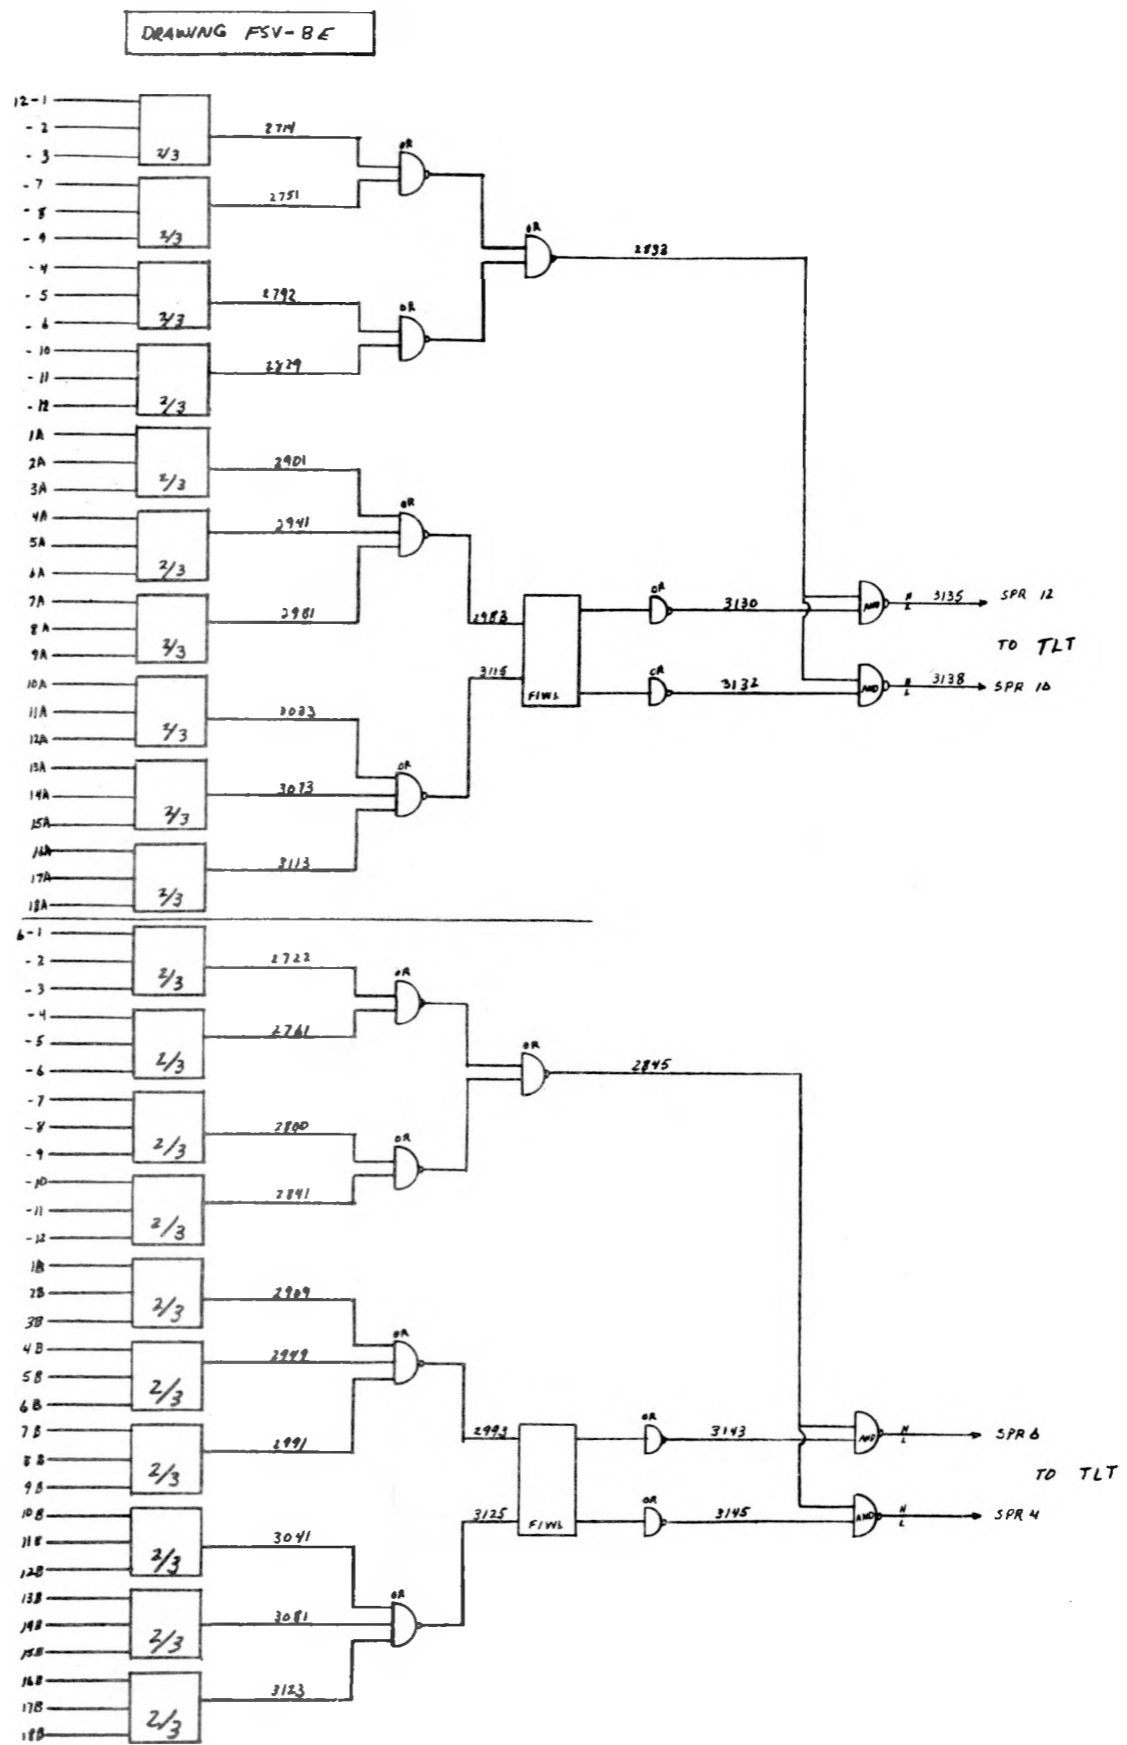 DRAWING FSV-BE
12-1
-2
-3
2/3
2714
OR
-7
-8
-9
2/3
2751
OR
2833
-4
-5
-6
2/3
2792
OR
-10
-11
-12
2/3
2829
1A
2A
3A
2/3
2901
OR
4A
5A
6A
2/3
2941
7A
8A
9A
2/3
2981
2983
OR
3130
AND
H
L
3135
SPR 12
TO TLT
10A
11A
12A
2/3
3033
3115
F/WL
OR
3132
AND
H
L
3138
SPR 10
13A
14A
15A
2/3
3073
OR
16A
17A
18A
2/3
3113
6-1
-2
-3
2/3
2722
OR
-4
-5
-6
2/3
2761
OR
2845
-7
-8
-9
2/3
2800
OR
-10
-11
-12
2/3
2841
1B
2B
3B
2/3
2909
OR
4B
5B
6B
2/3
2949
7B
8B
9B
2/3
2991
2993
OR
3143
AND
H
L
SPR 6
TO TLT
10B
11B
12B
2/3
3041
3125
F/WL
OR
3145
AND
H
L
SPR 4
13B
14B
15B
2/3
3081
OR
16B
17B
18B
2/3
3123